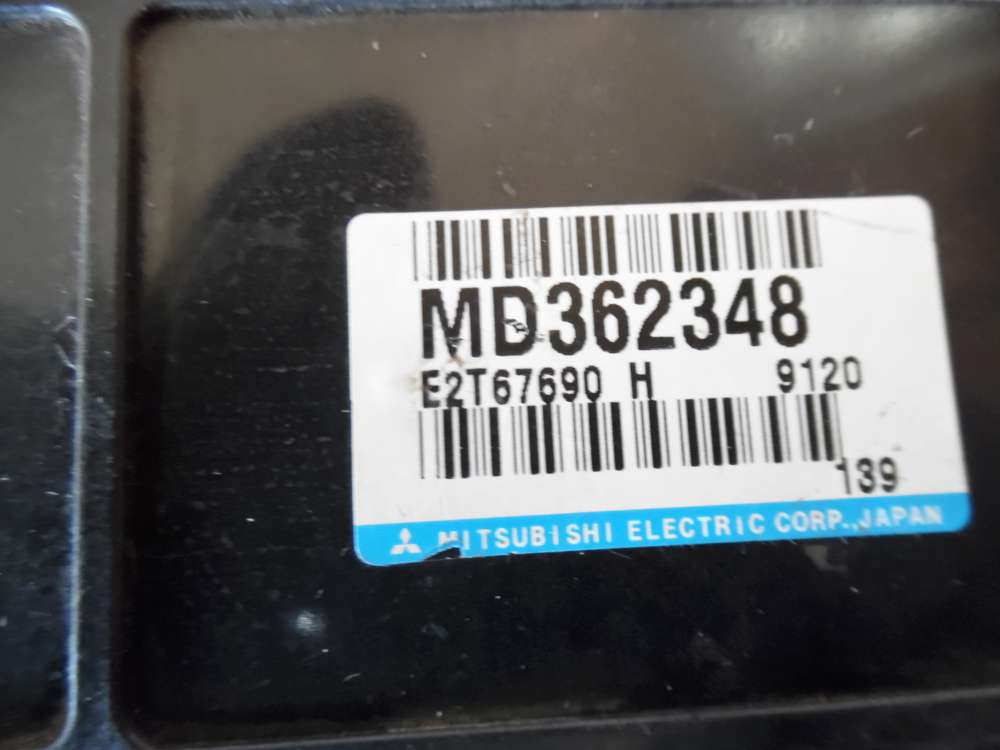 MD362348
E2T67690 H 9120
139
MITSUBISHI ELECTRIC CORP., JAPAN